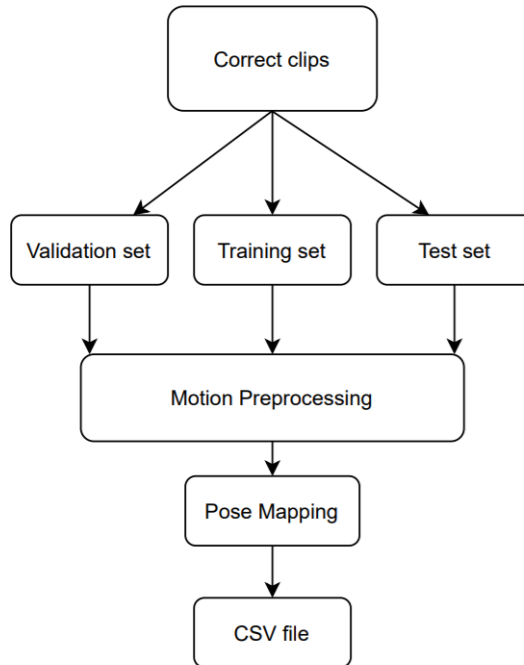 Correct clips
Validation set
Training set
Test set
Motion Preprocessing
Pose Mapping
CSV file